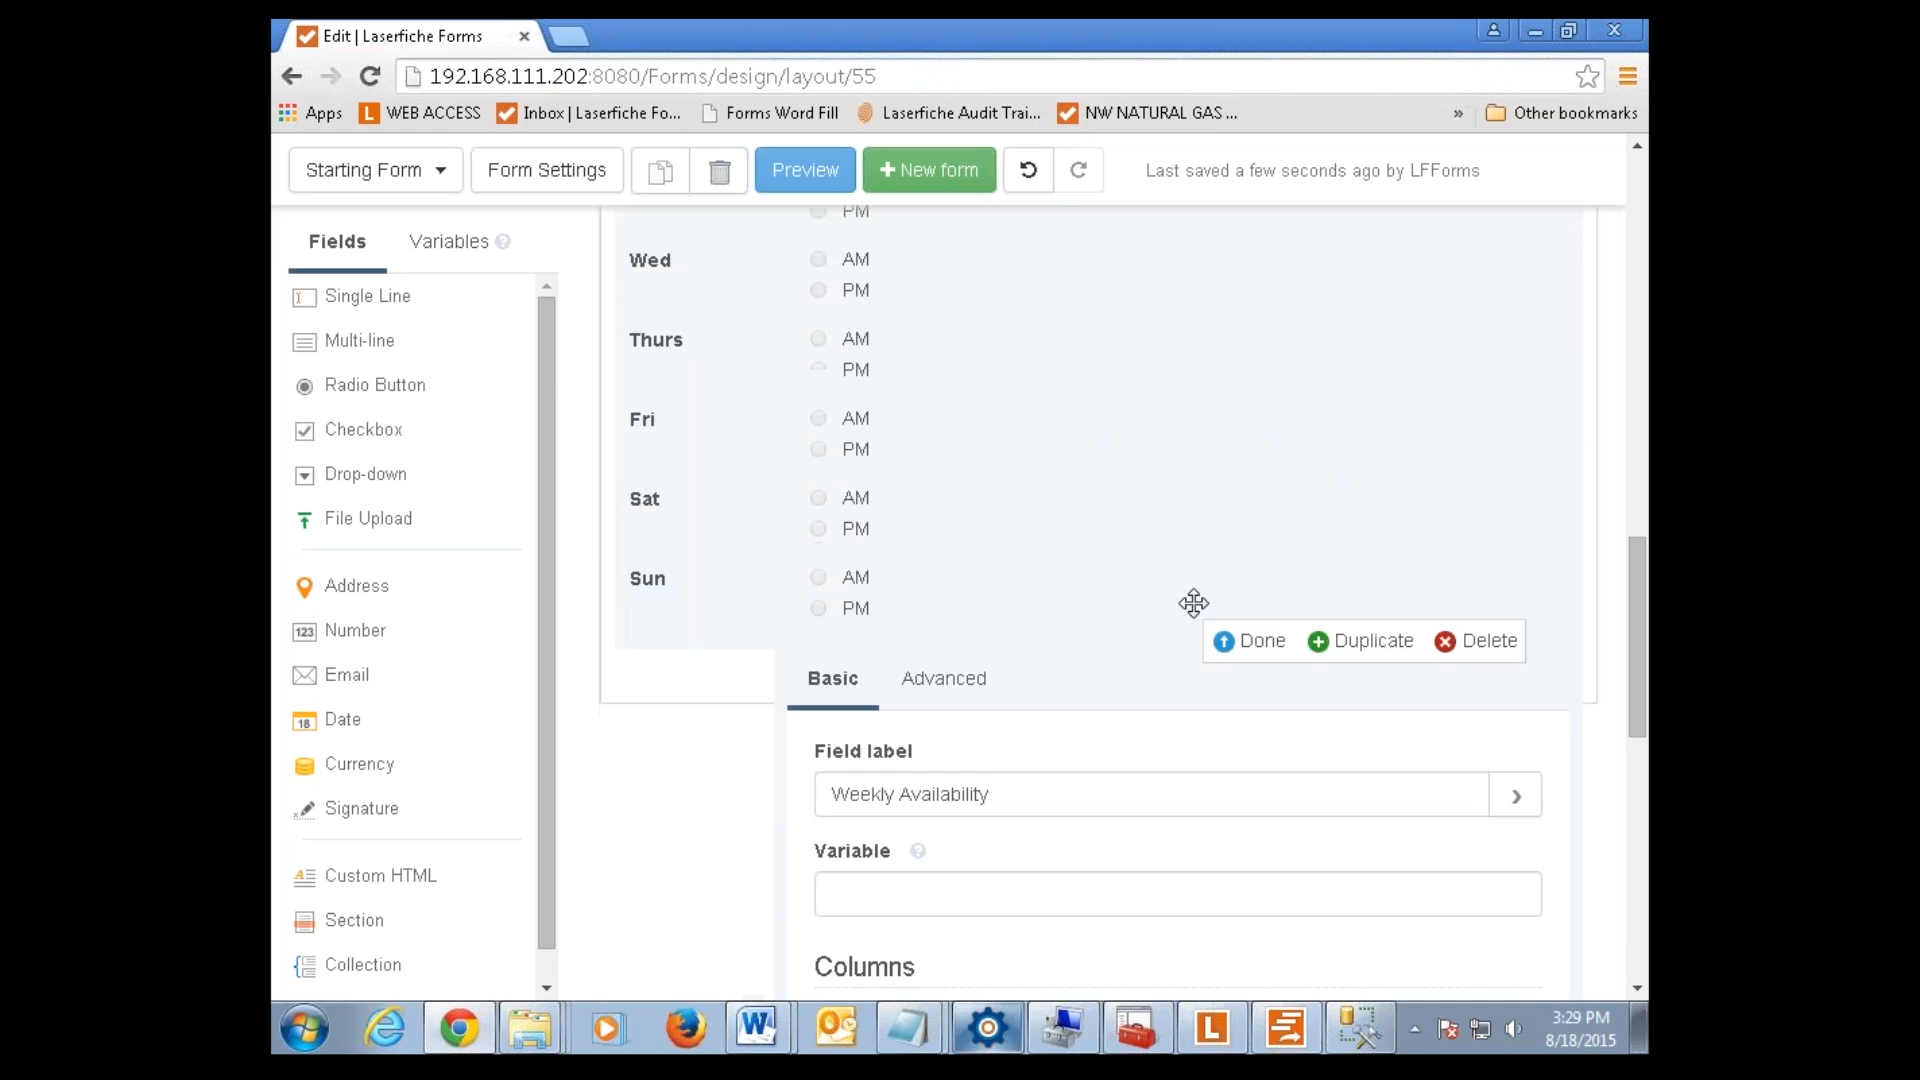 Edit | Laserfiche Forms
192.168.111.202:8080/Forms/design/layout/55
Apps WEB ACCESS Inbox | Laserfiche Fo... Forms Word Fill Laserfiche Audit Trai... NW NATURAL GAS ... » Other bookmarks
Starting Form Form Settings Preview New form Last saved a few seconds ago by LFForms
Fields Variables
Single Line
Multi-line
Radio Button
Checkbox
Drop-down
File Upload
Address
Number
Email
Date
Currency
Signature
Custom HTML
Section
Collection
PM
Wed AM
PM
Thurs AM
PM
Fri AM
PM
Sat AM
PM
Sun AM
PM
Done Duplicate Delete
Basic Advanced
Field label
Weekly Availability
Variable
Columns
3:29 PM
8/18/2015